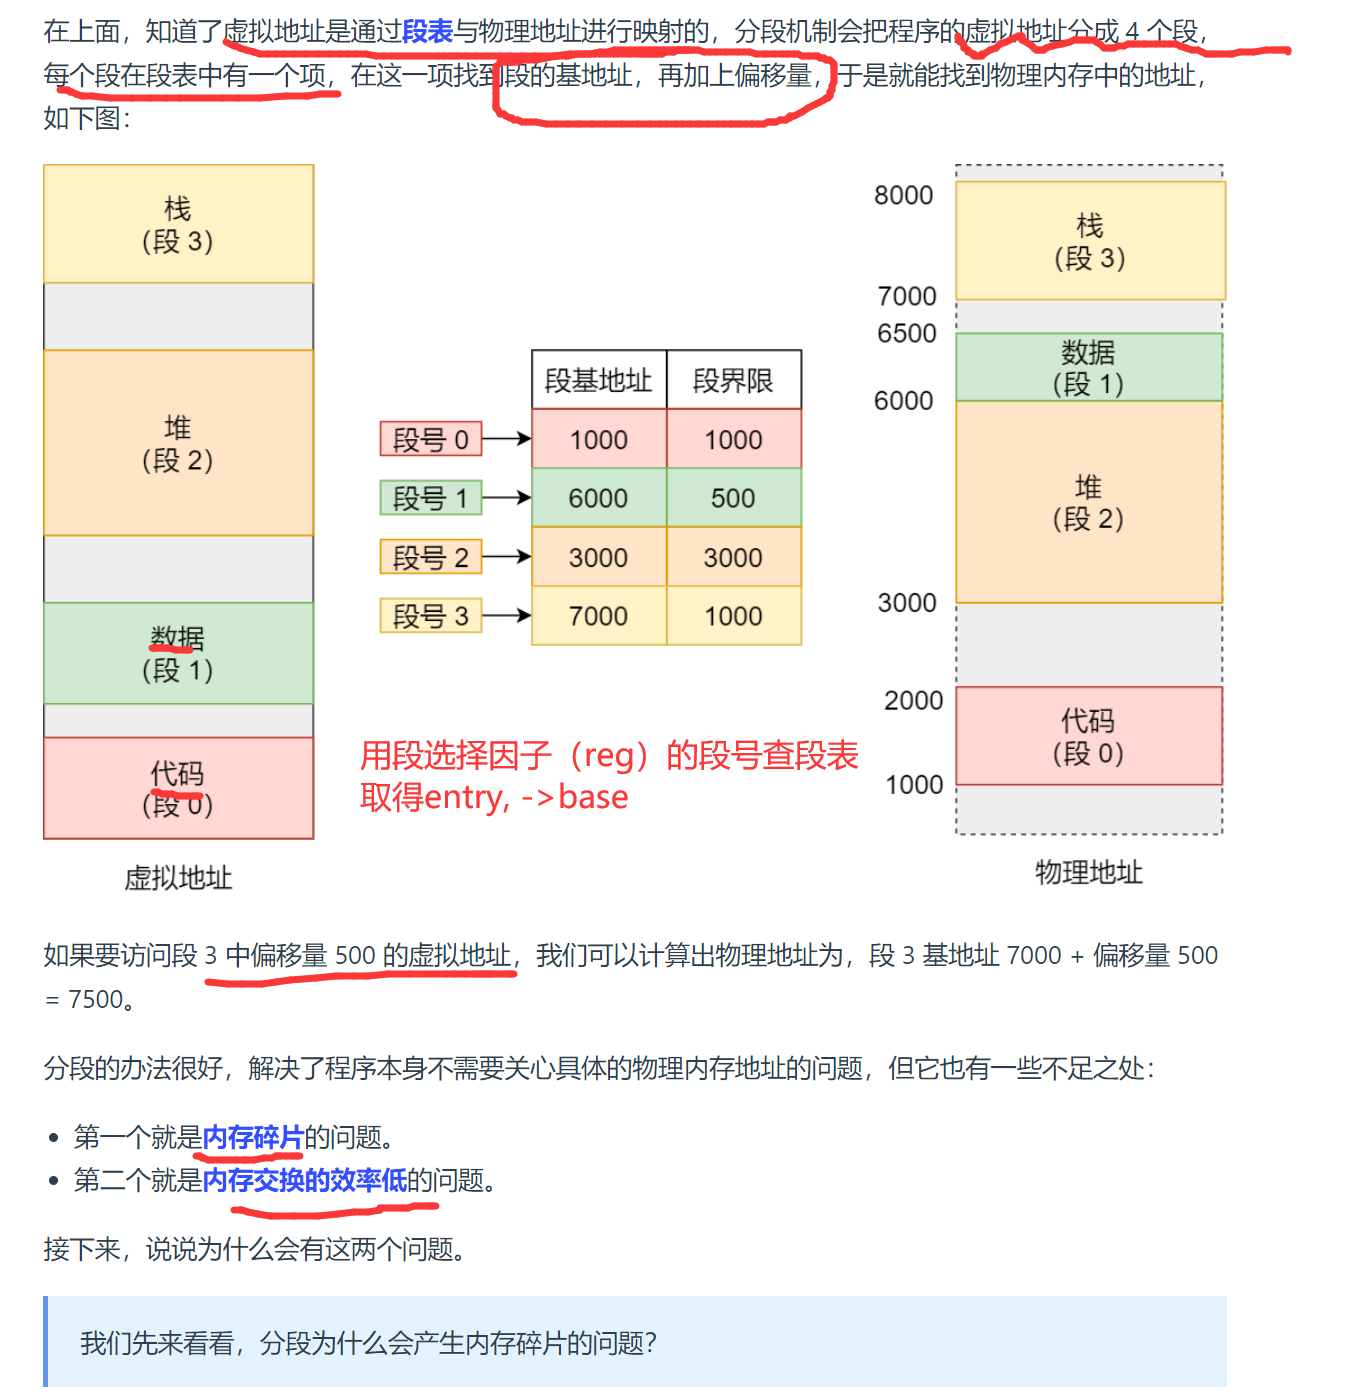 在上面，知道了虚拟地址是通过段表与物理地址进行映射的，分段机制会把程序的虚拟地址分成 4 个段，
每个段在段表中有一个项，在这一项找到段的基地址，再加上偏移量，于是就能找到物理内存中的地址，
如下图：
栈
（段 3）
堆
（段 2）
数据
（段 1）
代码
（段 0）
虚拟地址
段基地址 段界限
段号 0 1000 1000
段号 1 6000 500
段号 2 3000 3000
段号 3 7000 1000
用段选择因子（reg）的段号查段表
取得entry, ->base
8000
栈
（段 3）
7000
6500
数据
（段 1）
6000
堆
（段 2）
3000
2000
代码
（段 0）
1000
物理地址
如果要访问段 3 中偏移量 500 的虚拟地址，我们可以计算出物理地址为，段 3 基地址 7000 + 偏移量 500
= 7500。
分段的办法很好，解决了程序本身不需要关心具体的物理内存地址的问题，但它也有一些不足之处：
• 第一个就是内存碎片的问题。
• 第二个就是内存交换的效率低的问题。
接下来，说说为什么会有这两个问题。
我们先来看看，分段为什么会产生内存碎片的问题？